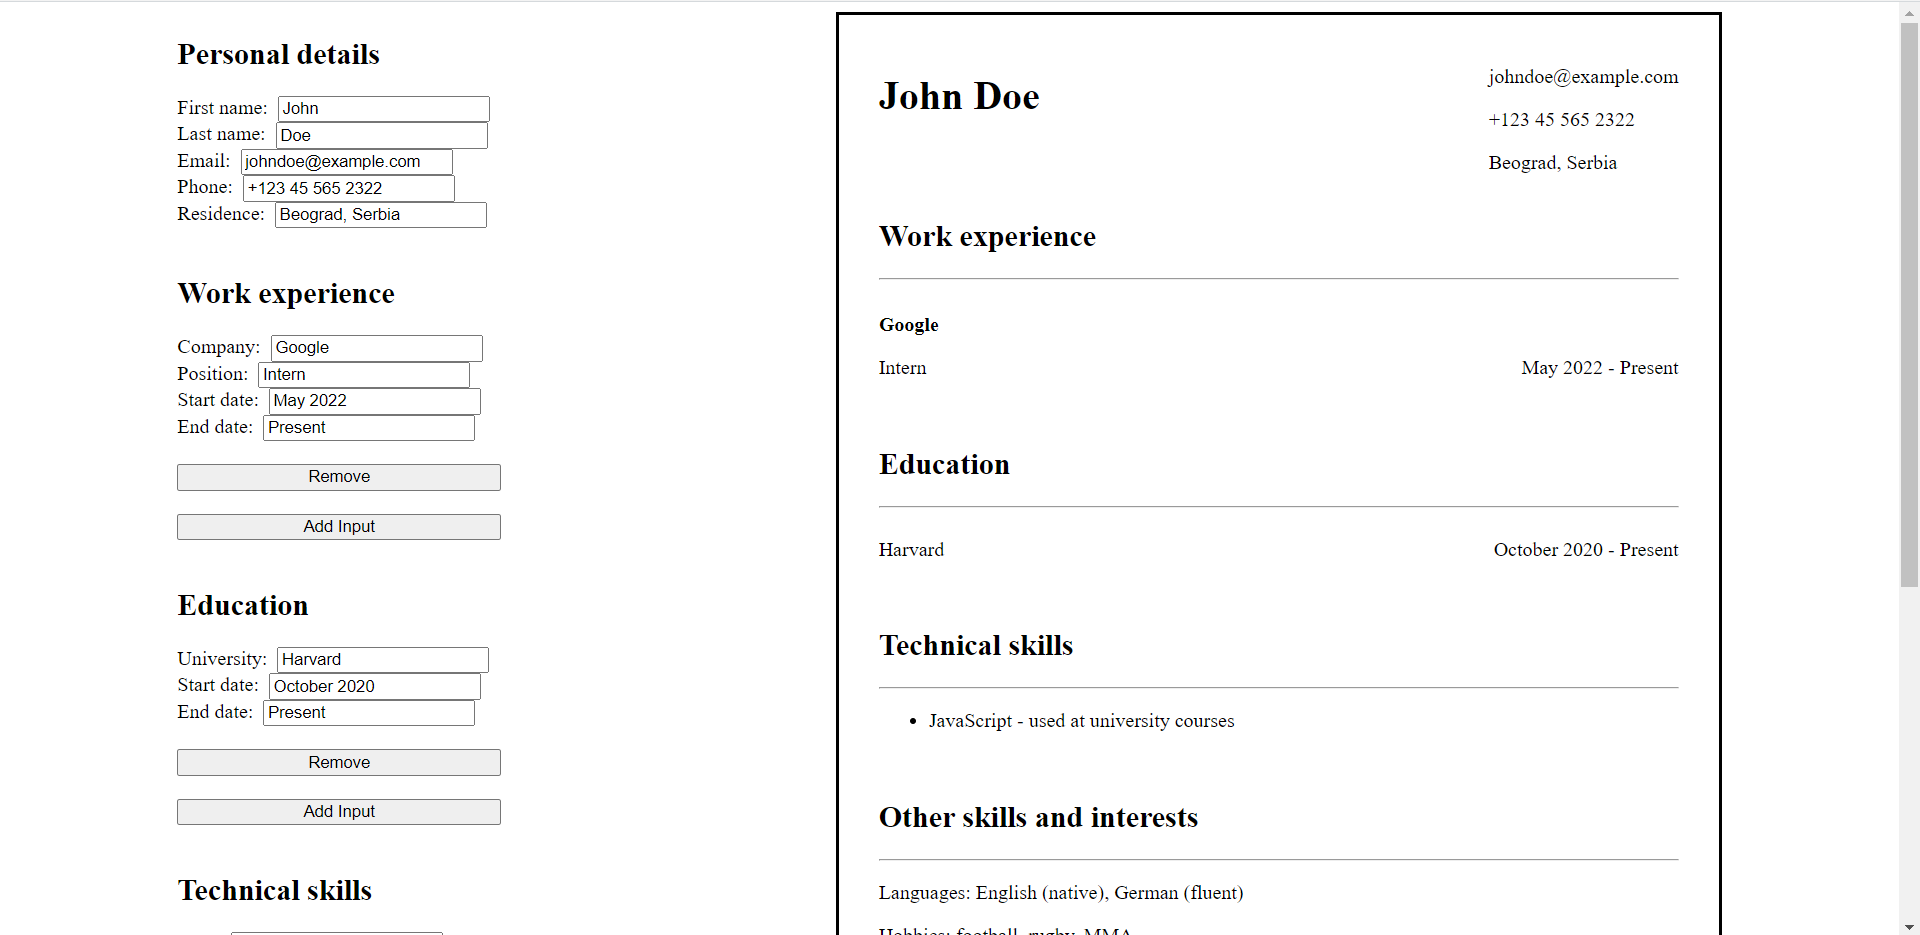 Personal details
First name: John
Last name: Doe
Email: johndoe@example.com
Phone: +123 45 565 2322
Residence: Beograd, Serbia
Work experience
Company: Google
Position: Intern
Start date: May 2022
End date: Present
Remove
Add Input
Education
University: Harvard
Start date: October 2020
End date: Present
Remove
Add Input
Technical skills
John Doe
johndoe@example.com
+123 45 565 2322
Beograd, Serbia
Work experience
Google
Intern
May 2022 - Present
Education
Harvard
October 2020 - Present
Technical skills
• JavaScript - used at university courses
Other skills and interests
Languages: English (native), German (fluent)
Hobbies: football, rugby, MMA